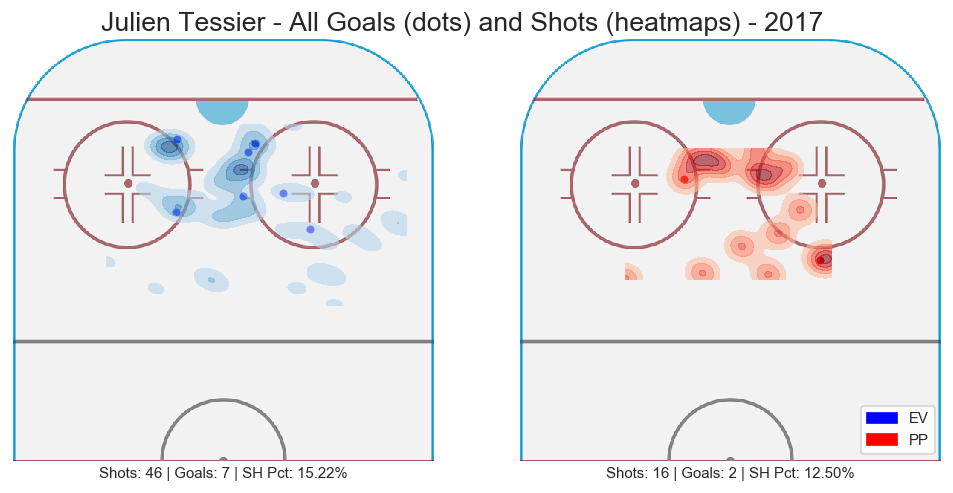 Julien Tessier - All Goals (dots) and Shots (heatmaps) - 2017
EV
PP
Shots: 46 | Goals: 7 | SH Pct: 15.22%
Shots: 16 | Goals: 2 | SH Pct: 12.50%